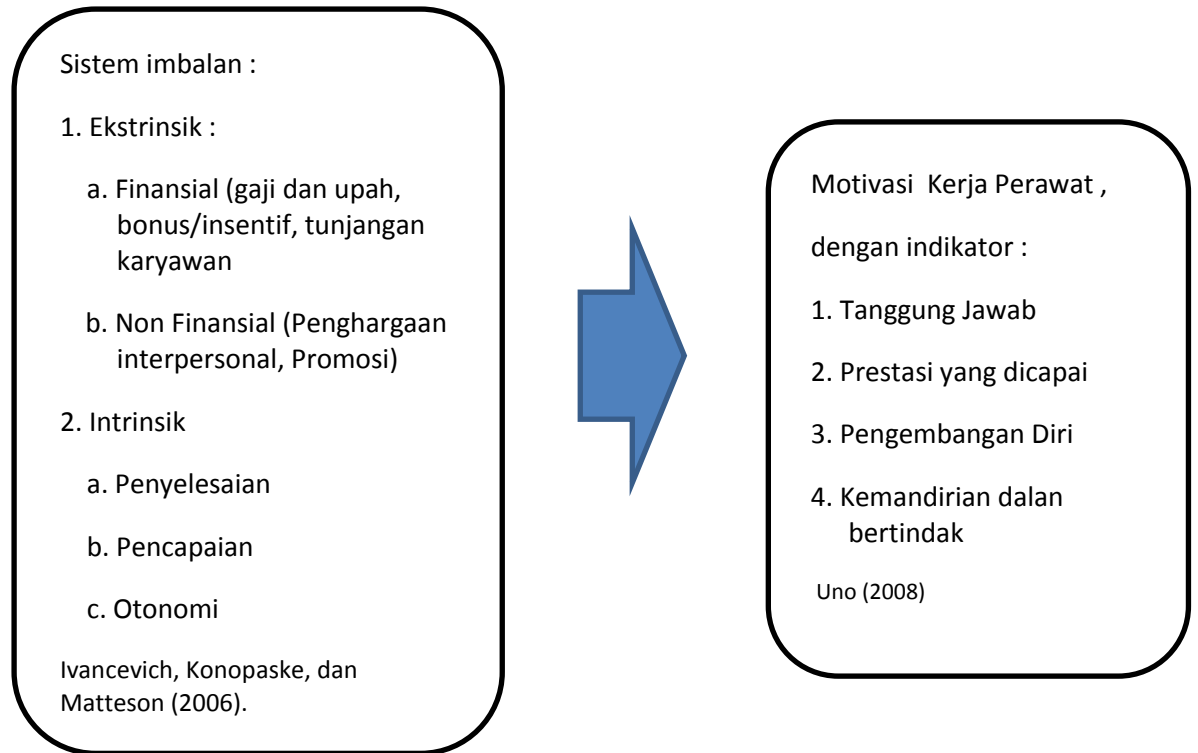 Sistem imbalan :
1. Ekstrinsik :
a. Finansial (gaji dan upah,
bonus/insentif, tunjangan
karyawan
b. Non Finansial (Penghargaan
interpersonal, Promosi)
2. Intrinsik
a. Penyelesaian
b. Pencapaian
c. Otonomi
Ivancevich, Konopaske, dan
Matteson (2006).
Motivasi Kerja Perawat ,
dengan indikator :
1. Tanggung Jawab
2. Prestasi yang dicapai
3. Pengembangan Diri
4. Kemandirian dalan
bertindak
Uno (2008)